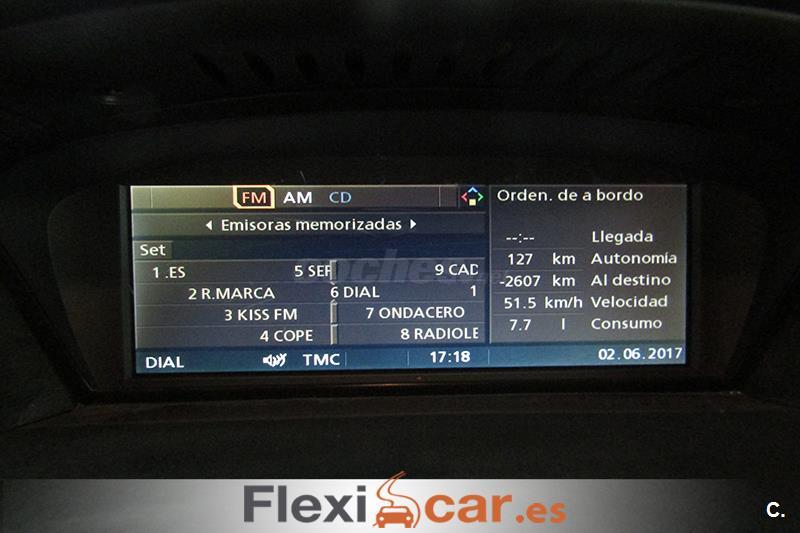 FM AM CD
Emisoras memorizadas
Set
1 .ES 5 SER 9 CAD
2 R.MARCA 6 DIAL 1
3 KISS FM 7 ONDACERO
4 COPE 8 RADIOLE
DIAL TMC 17:18
Orden. de a bordo
--:-- Llegada
127 km Autonomía
-2607 km Al destino
51.5 km/h Velocidad
7.7 l Consumo
02.06.2017
Flexicar.es
c.